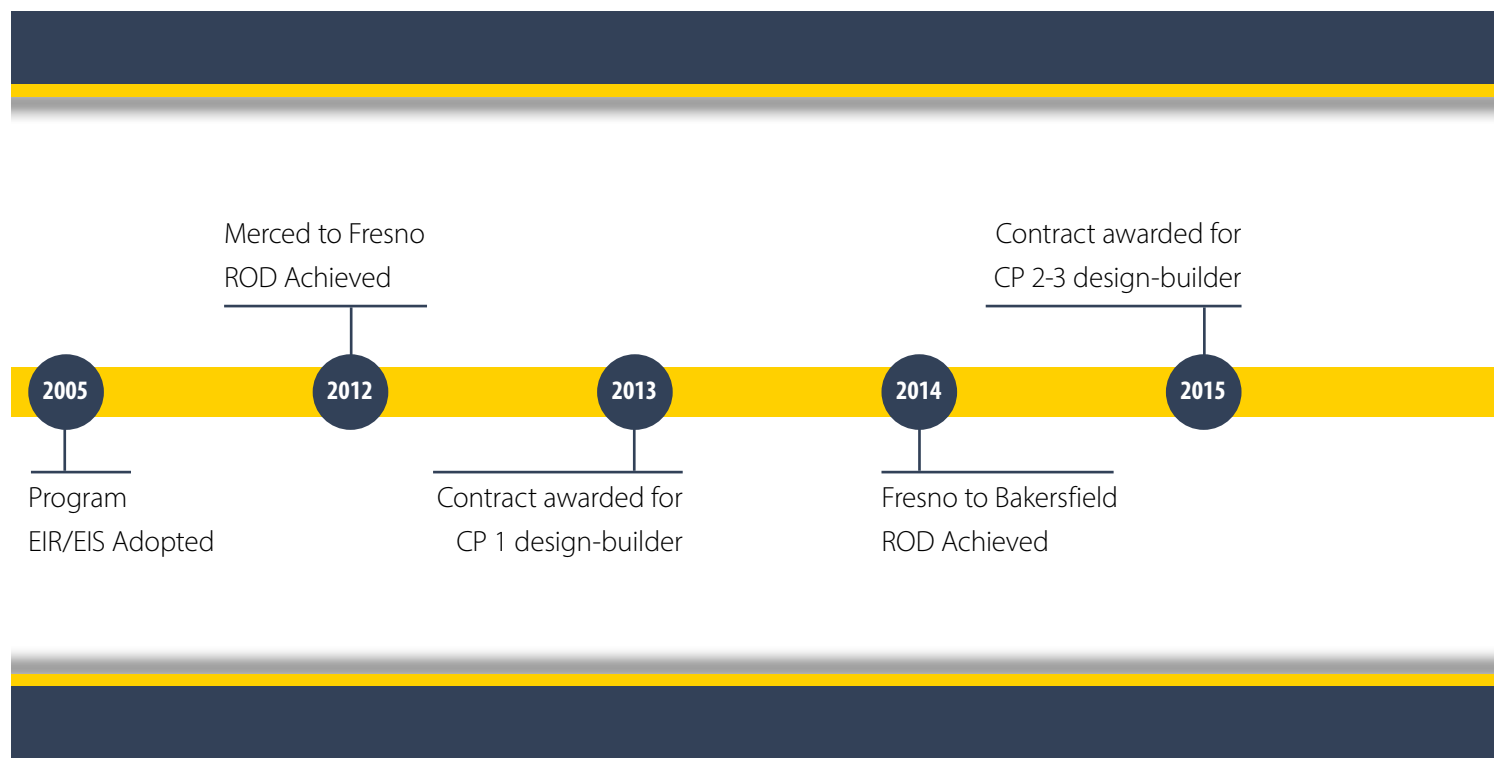 Merced to Fresno
ROD Achieved
Contract awarded for
CP 2-3 design-builder
2005
2012
2013
2014
2015
Program
EIR/EIS Adopted
Contract awarded for
CP 1 design-builder
Fresno to Bakersfield
ROD Achieved